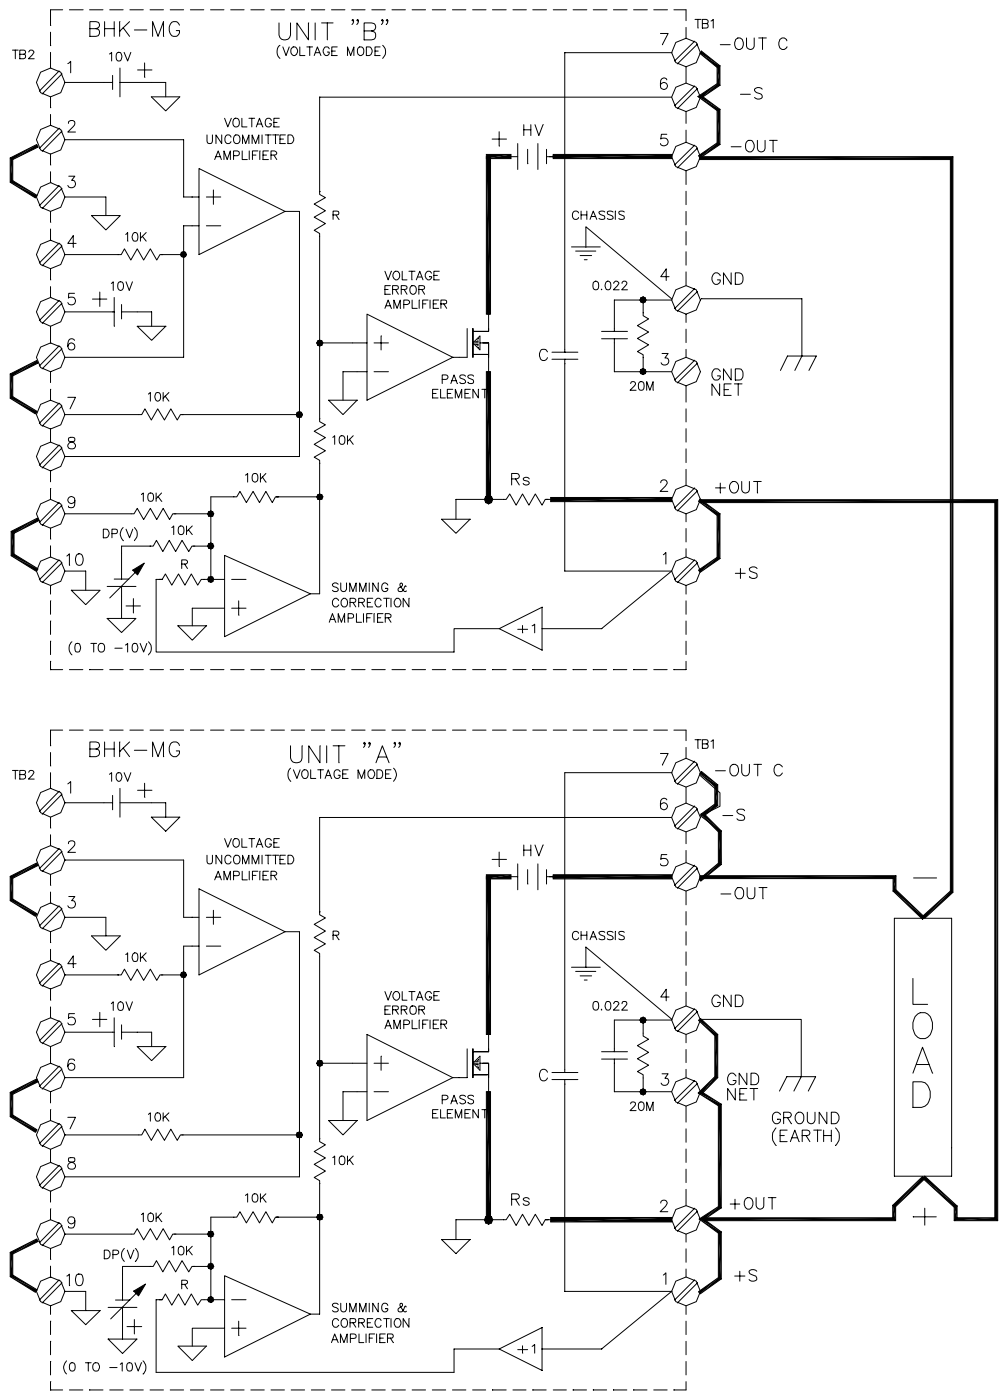 BHK-MG
UNIT "B"
(VOLTAGE MODE)
TB1
TB2
7
-OUT C
1
10V
+
6
-S
2
VOLTAGE
UNCOMMITTED
AMPLIFIER
+ HV
5
-OUT
3
+
-
R
CHASSIS
4
GND
4
10K
VOLTAGE
ERROR
AMPLIFIER
0.022
5
+ 10V
6
+
-
C
3
GND
NET
PASS
ELEMENT
20M
7
10K
8
10K
10K
Rs
2
+OUT
9
10K
DP(V)
10K
R
1
+S
10
-
+
SUMMING &
CORRECTION
AMPLIFIER
+
+1
(0 TO -10V)
BHK-MG
UNIT "A"
(VOLTAGE MODE)
TB1
TB2
7
-OUT C
1
10V
+
6
-S
2
VOLTAGE
UNCOMMITTED
AMPLIFIER
+ HV
5
-OUT
-
3
+
-
R
CHASSIS
4
GND
4
10K
VOLTAGE
ERROR
AMPLIFIER
0.022
LOAD
5
+ 10V
6
+
-
C
3
GND
NET
PASS
ELEMENT
20M
GROUND
(EARTH)
7
10K
8
10K
10K
Rs
2
+OUT
+
9
10K
DP(V)
10K
R
1
+S
10
-
+
SUMMING &
CORRECTION
AMPLIFIER
+
+1
(0 TO -10V)